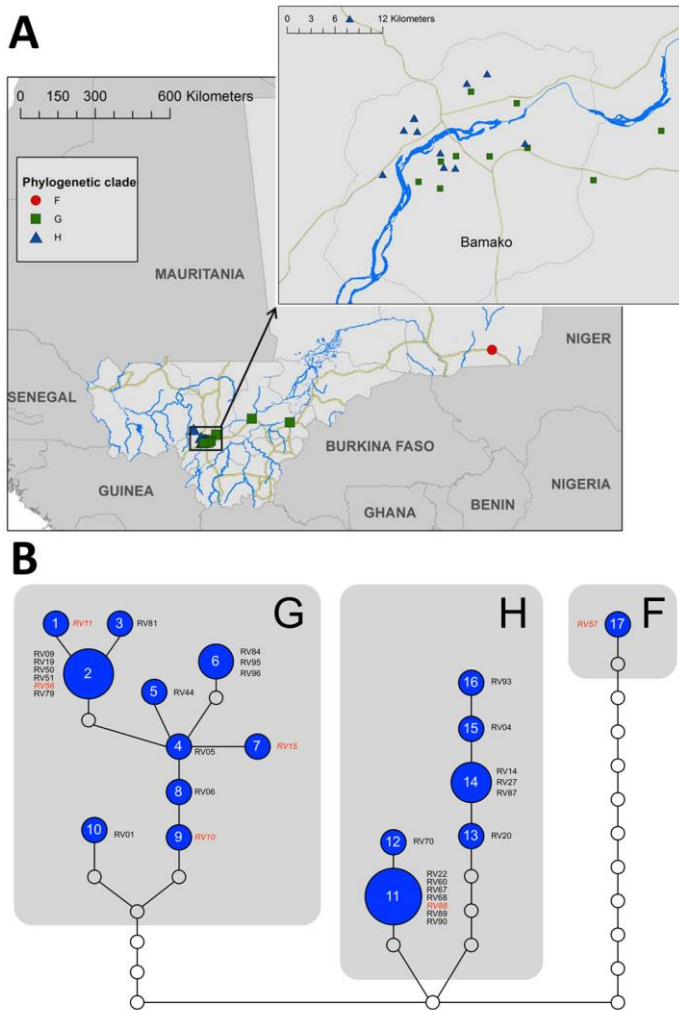 A
0 3 6 12 Kilometers
Bamako
0 150 300 600 Kilometers
Phylogenetic clade
F
G
H
MAURITANIA
NIGER
SENEGAL
BURKINA FASO
GUINEA
BENIN
NIGERIA
GHANA
B
G
1 RV11
3 RV81
RV09
RV19
RV50
RV51
RV56
RV79
2
6
RV84
RV95
RV96
5 RV44
4 RV05
7 RV15
8 RV06
10 RV01
9 RV10
H
16 RV93
15 RV04
14
RV14
RV27
RV87
12 RV70
13 RV20
11
RV22
RV60
RV67
RV68
RV88
RV89
RV90
F
RV57 17